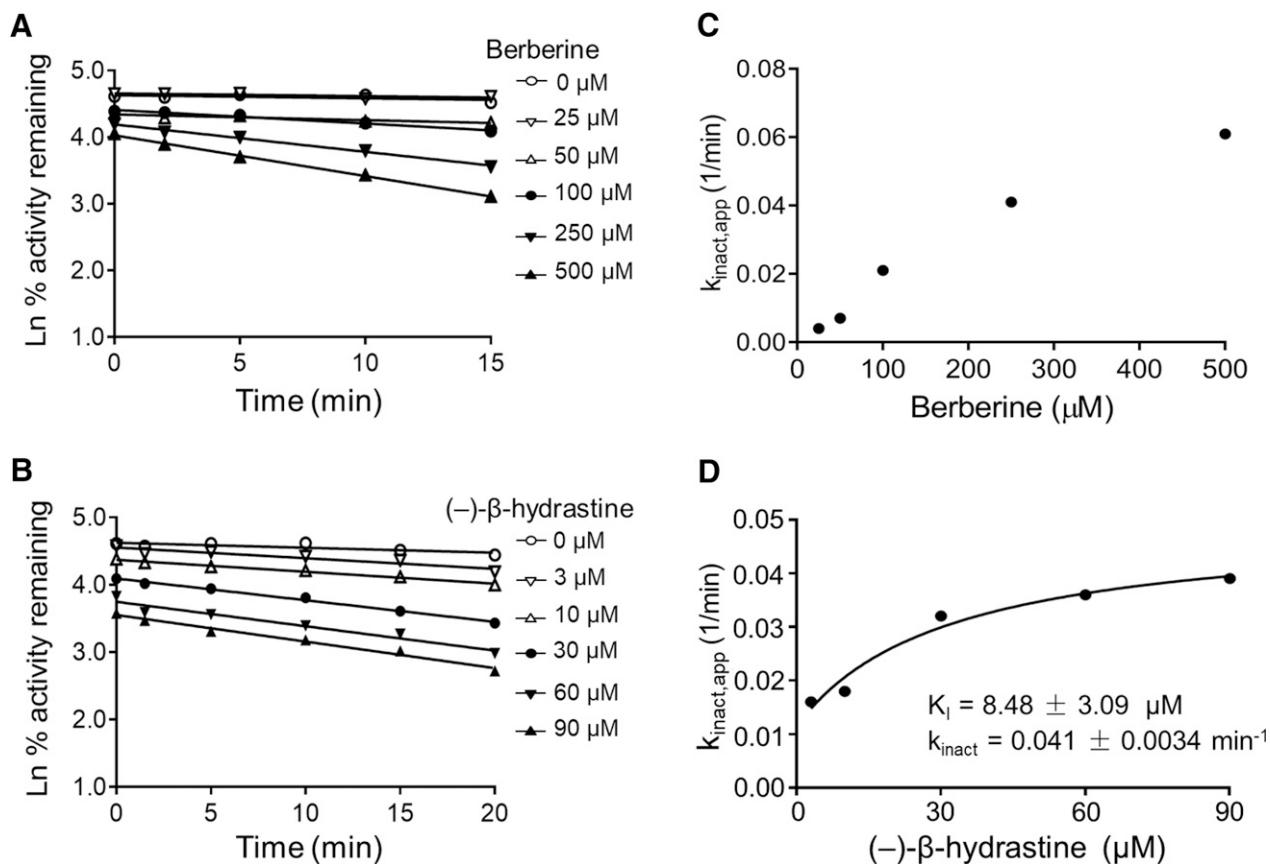 A
Ln % activity remaining
5.0
4.0
3.0
2.0
1.0
0
5
10
15
Time (min)
Berberine
0 µM
25 µM
50 µM
100 µM
250 µM
500 µM
C
k_inact,app (1/min)
0.08
0.06
0.04
0.02
0.00
0
100
200
300
400
500
Berberine (µM)
B
Ln % activity remaining
5.0
4.0
3.0
2.0
1.0
0
5
10
15
20
Time (min)
(–)-β-hydrastine
0 µM
3 µM
10 µM
30 µM
60 µM
90 µM
D
k_inact,app (1/min)
0.05
0.04
0.03
0.02
0.01
0.00
0
30
60
90
K_I = 8.48 ± 3.09 µM
k_inact = 0.041 ± 0.0034 min⁻¹
(–)-β-hydrastine (µM)